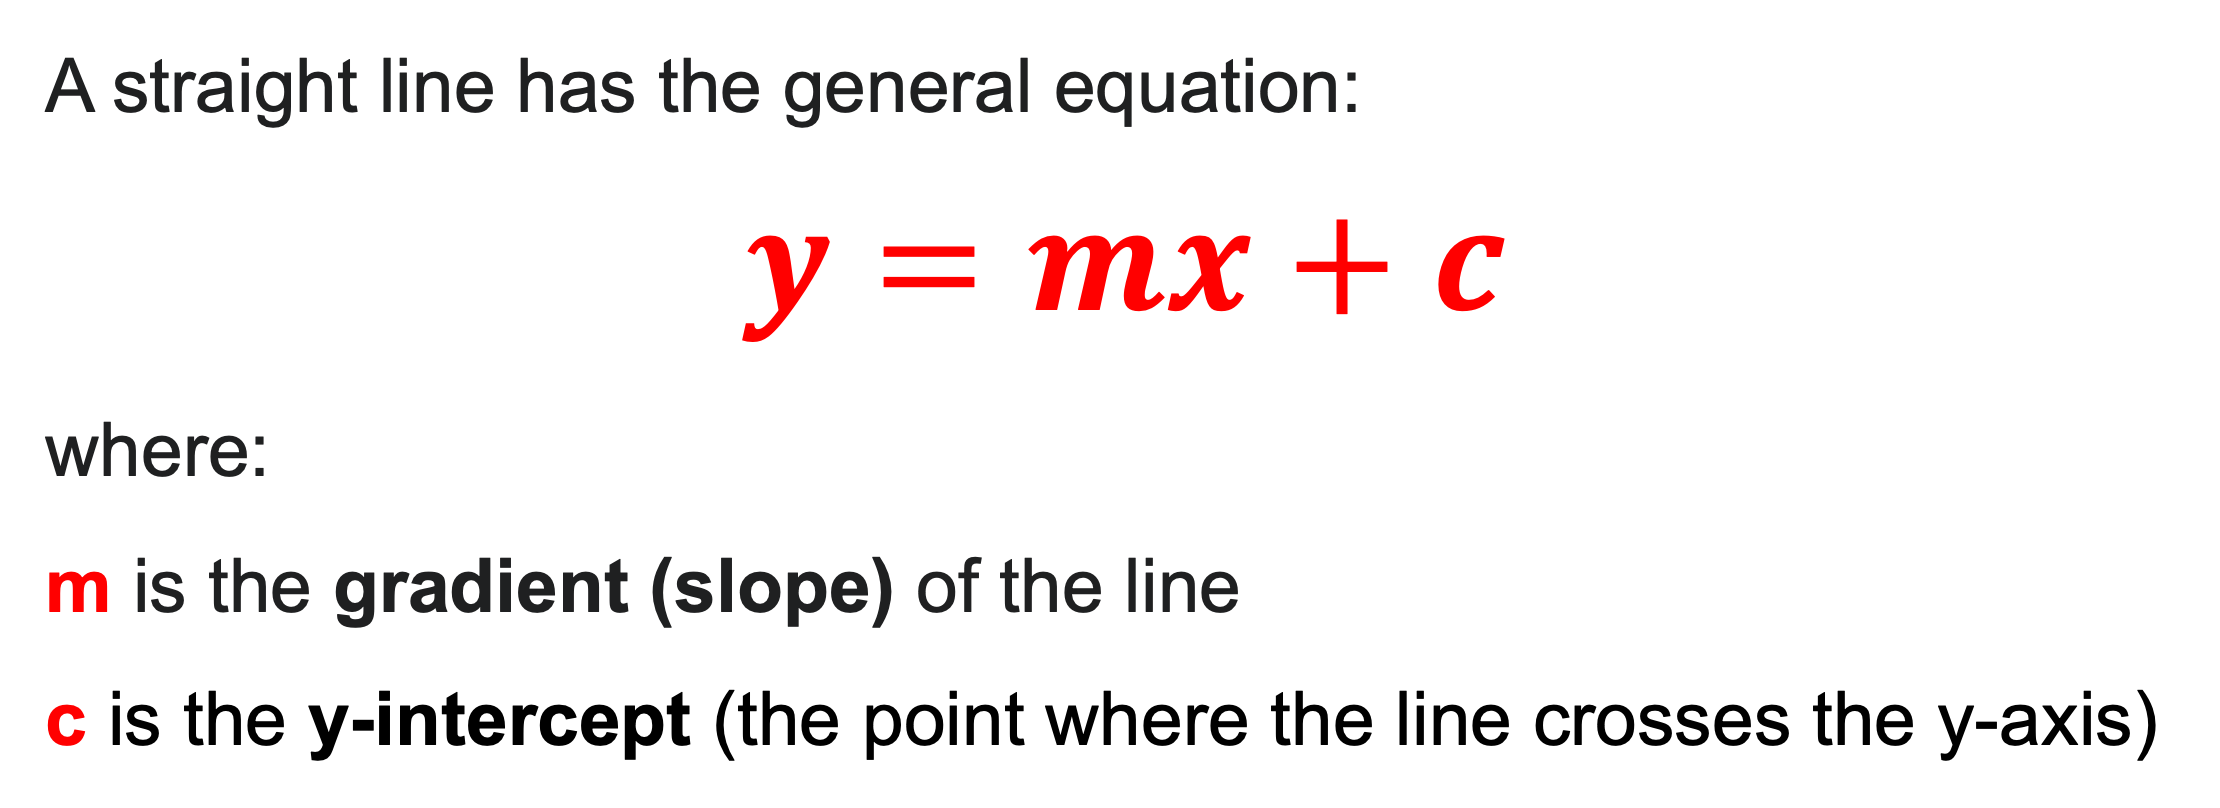 A straight line has the general equation:
y = mx + c
where:
m is the gradient (slope) of the line
c is the y-intercept (the point where the line crosses the y-axis)